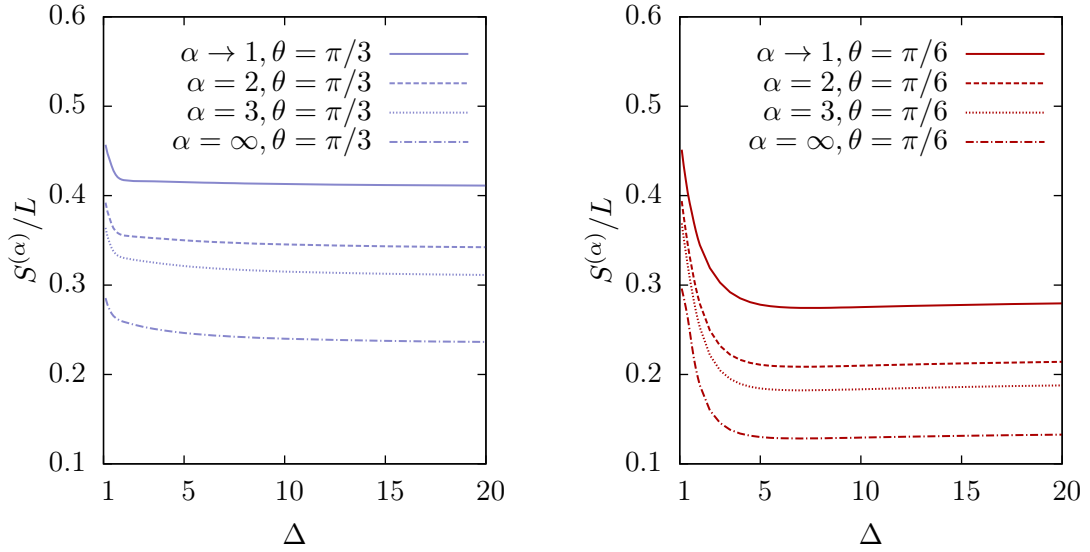 0.6
0.5
0.4
0.3
0.2
0.1
S^{(α)}/L
α → 1, θ = π/3
α = 2, θ = π/3
α = 3, θ = π/3
α = ∞, θ = π/3
1 5 10 15 20
Δ
0.6
0.5
0.4
0.3
0.2
0.1
S^{(α)}/L
α → 1, θ = π/6
α = 2, θ = π/6
α = 3, θ = π/6
α = ∞, θ = π/6
1 5 10 15 20
Δ